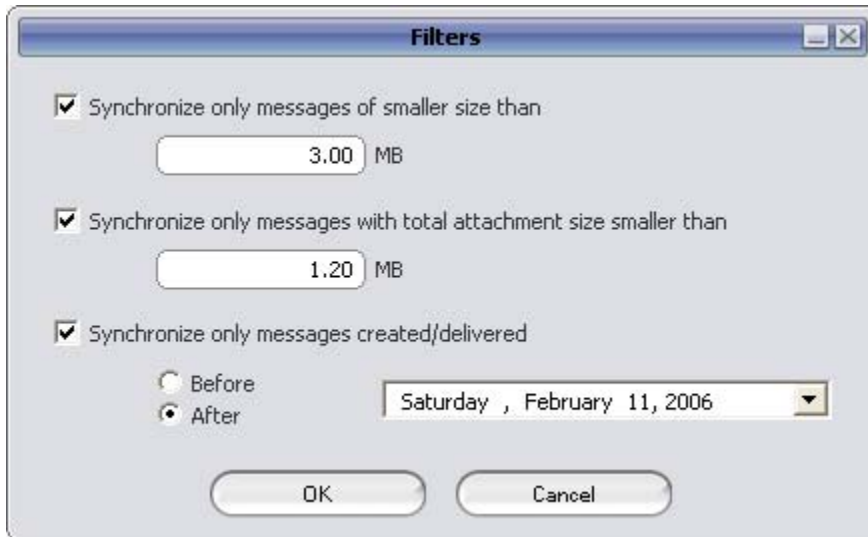 Filters
Synchronize only messages of smaller size than
3.00 MB
Synchronize only messages with total attachment size smaller than
1.20 MB
Synchronize only messages created/delivered
Before
After
Saturday , February 11, 2006
OK Cancel